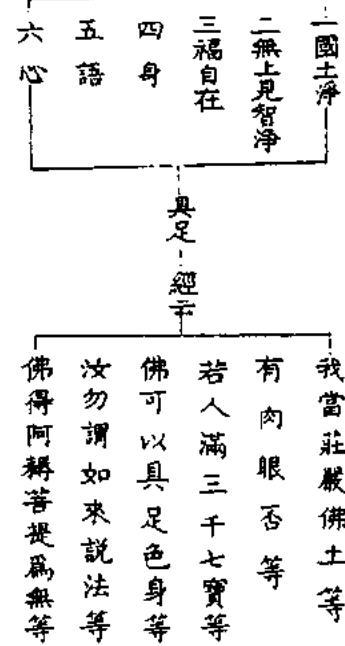 一國土淨
二無上見智淨
三福自在
四身
五語
六心
具足
經云
我當莊嚴佛土等
有肉眼否等
若人滿三千七寶等
佛可以具足色身等
汝勿謂如來說法等
佛得阿耨菩提為無等